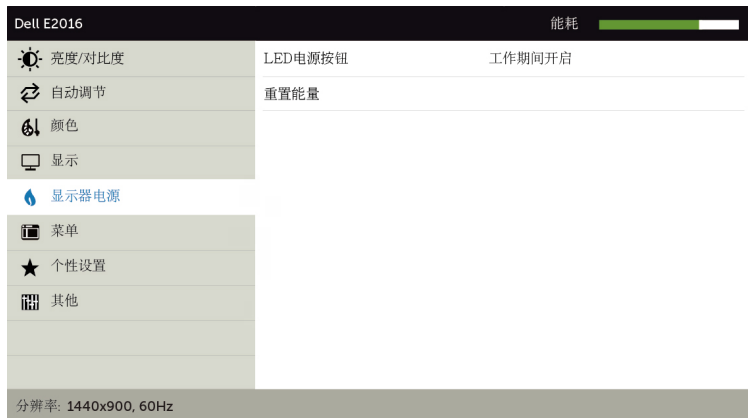 Dell E2016 能耗
亮度/对比度
自动调节
颜色
显示
显示器电源
菜单
个性设置
其他
LED电源按钮 工作期间开启
重置能量
分辨率: 1440x900, 60Hz